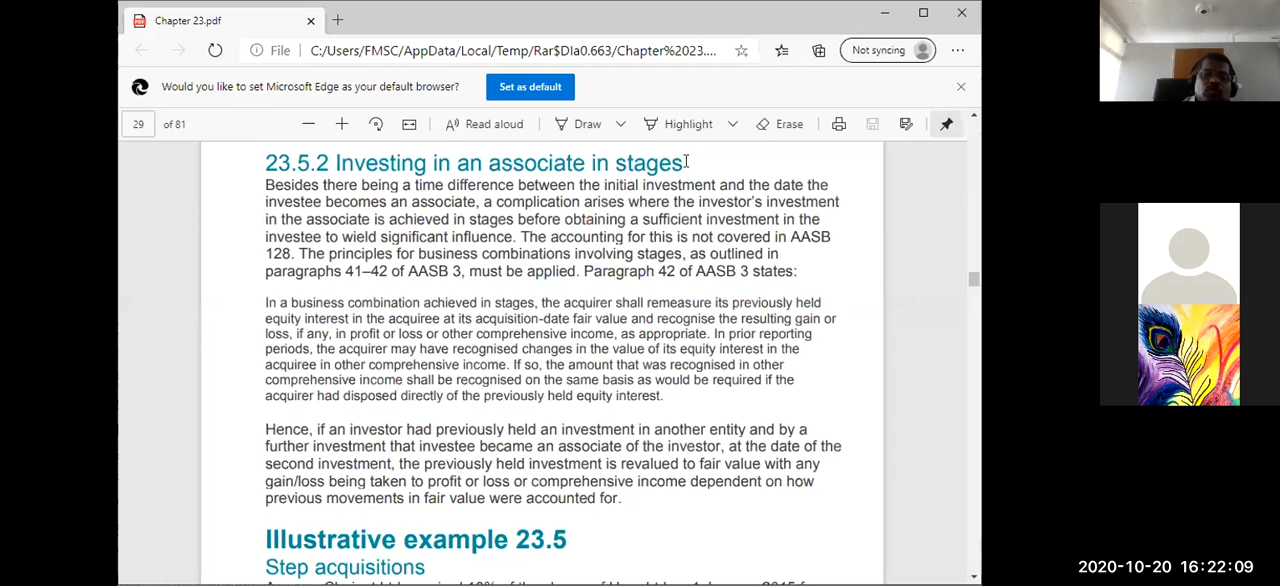 Chapter 23.pdf
File
C:/Users/FMSC/AppData/Local/Temp/Rar$DIa0.663/Chapter%2023....
Not syncing
Would you like to set Microsoft Edge as your default browser?
Set as default
29 of 81
Read aloud
Draw
Highlight
Erase
23.5.2 Investing in an associate in stages
Besides there being a time difference between the initial investment and the date the
investee becomes an associate, a complication arises where the investor's investment
in the associate is achieved in stages before obtaining a sufficient investment in the
investee to wield significant influence. The accounting for this is not covered in AASB
128. The principles for business combinations involving stages, as outlined in
paragraphs 41–42 of AASB 3, must be applied. Paragraph 42 of AASB 3 states:
In a business combination achieved in stages, the acquirer shall remeasure its previously held
equity interest in the acquiree at its acquisition-date fair value and recognise the resulting gain or
loss, if any, in profit or loss or other comprehensive income, as appropriate. In prior reporting
periods, the acquirer may have recognised changes in the value of its equity interest in the
acquiree in other comprehensive income. If so, the amount that was recognised in other
comprehensive income shall be recognised on the same basis as would be required if the
acquirer had disposed directly of the previously held equity interest.
Hence, if an investor had previously held an investment in another entity and by a
further investment that investee became an associate of the investor, at the date of the
second investment, the previously held investment is revalued to fair value with any
gain/loss being taken to profit or loss or comprehensive income dependent on how
previous movements in fair value were accounted for.
Illustrative example 23.5
Step acquisitions
2020-10-20 16:22:09